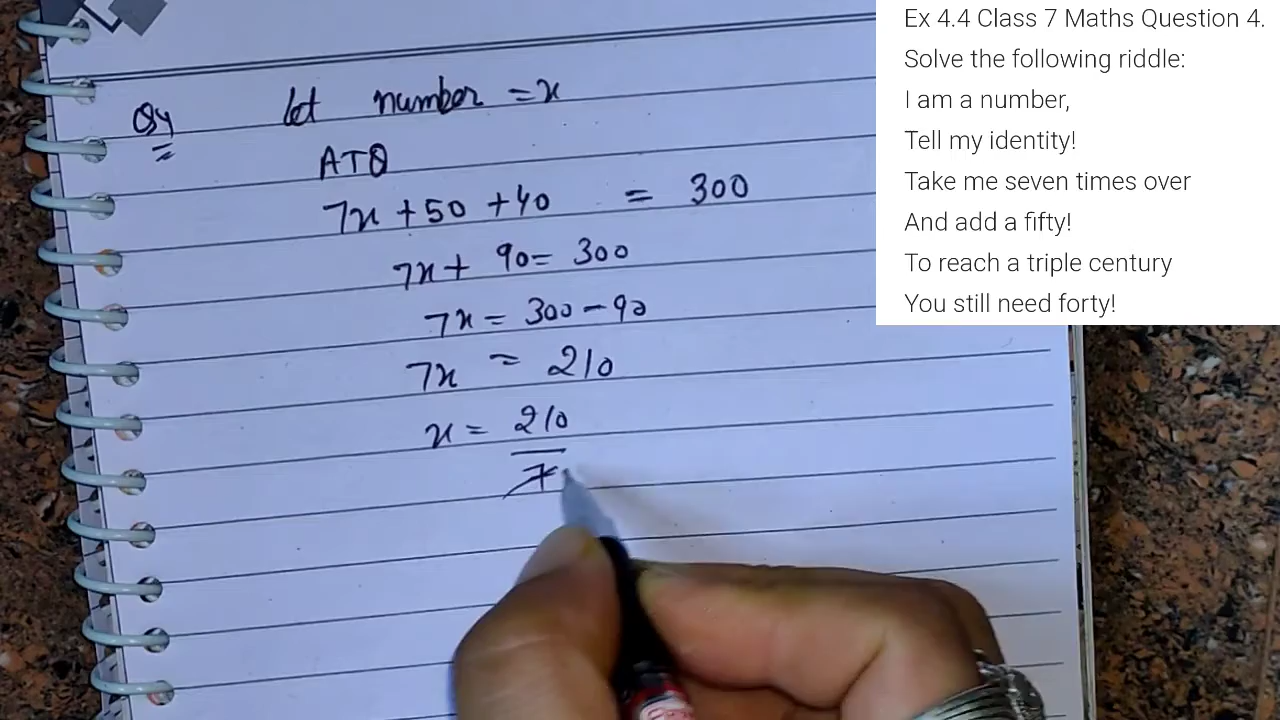 Ex 4.4 Class 7 Maths Question 4.
Solve the following riddle:
I am a number,
Tell my identity!
Take me seven times over
And add a fifty!
To reach a triple century
You still need forty!
Q4 let number = x
ATQ
7x + 50 + 40 = 300
7x + 90 = 300
7x = 300 - 90
7x = 210
x = 210
7